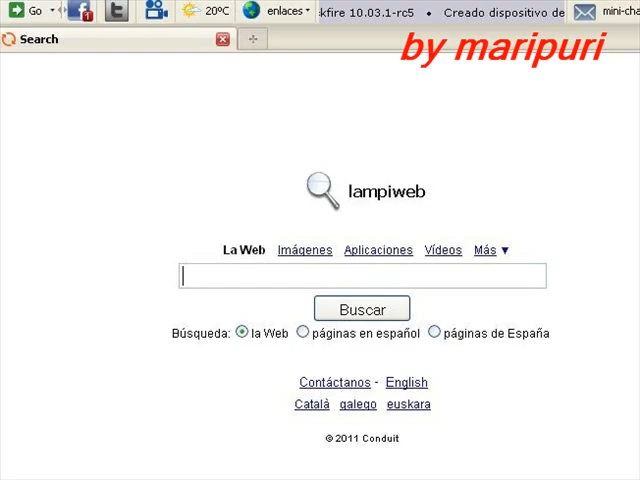 Go
1
20ºC
enlaces
kfire 10.03.1-rc5 • Creado dispositivo de
mini-cha
Search
by maripuri
lampiweb
La Web Imágenes Aplicaciones Vídeos Más ▼
Buscar
Búsqueda: la Web páginas en español páginas de España
Contáctanos - English
Català galego euskara
© 2011 Conduit